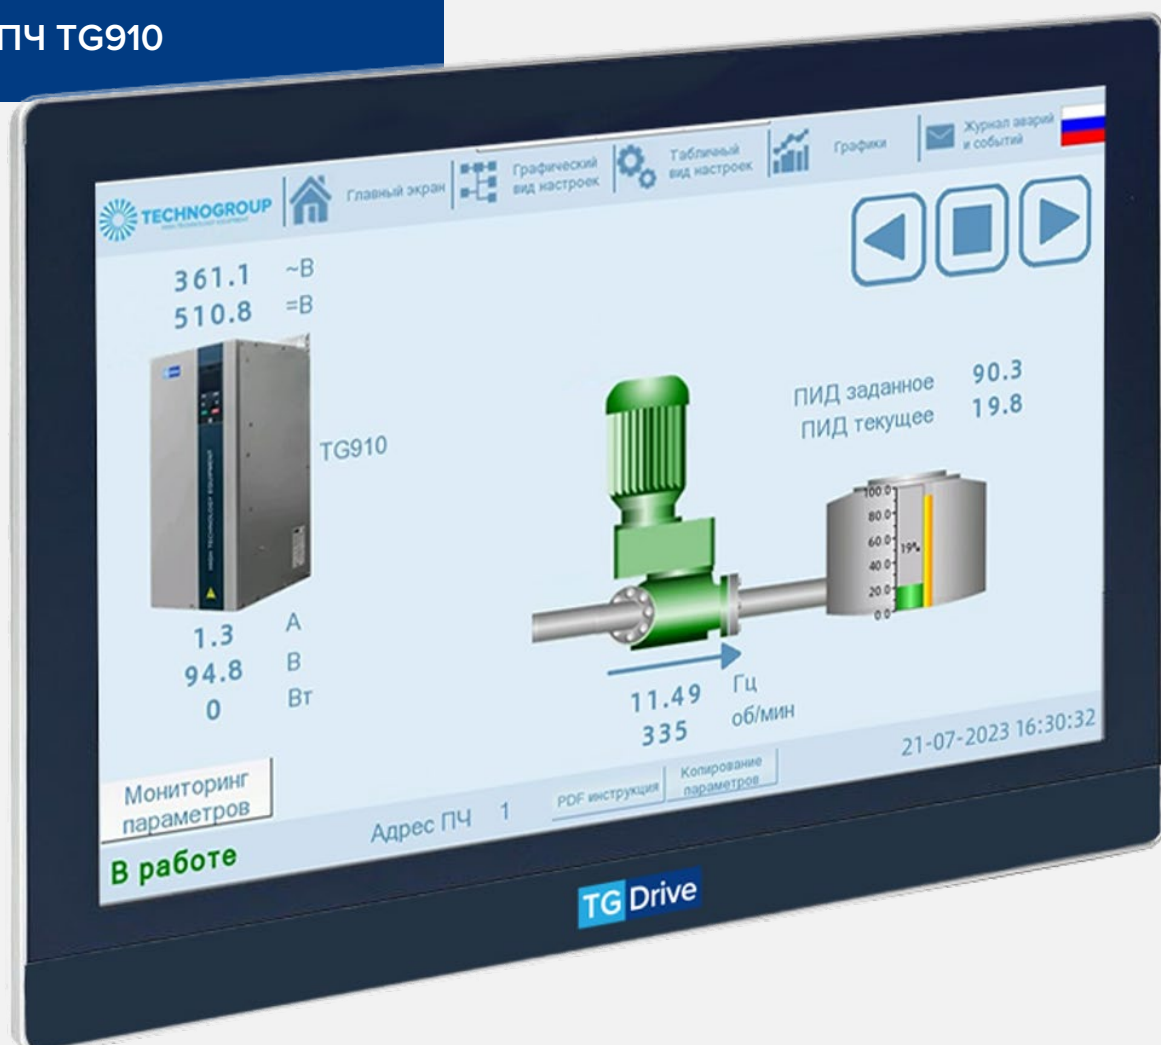 ПЧ TG910
TECHNOGROUP
Главный экран
Графический
вид настроек
Табличный
вид настроек
Графики
Журнал аварий
и событий
361.1 ~В
510.8 =В
TG910
HIGH TECHNOLOGY EQUIPMENT
ПИД заданное 90.3
ПИД текущее 19.8
100.0
80.0
60.0
40.0
20.0
0.0
19%
1.3 А
94.8 В
0 Вт
11.49 Гц
335 об/мин
Мониторинг
параметров
В работе
Адрес ПЧ 1
PDF инструкция
Копирование
параметров
21-07-2023 16:30:32
TG Drive